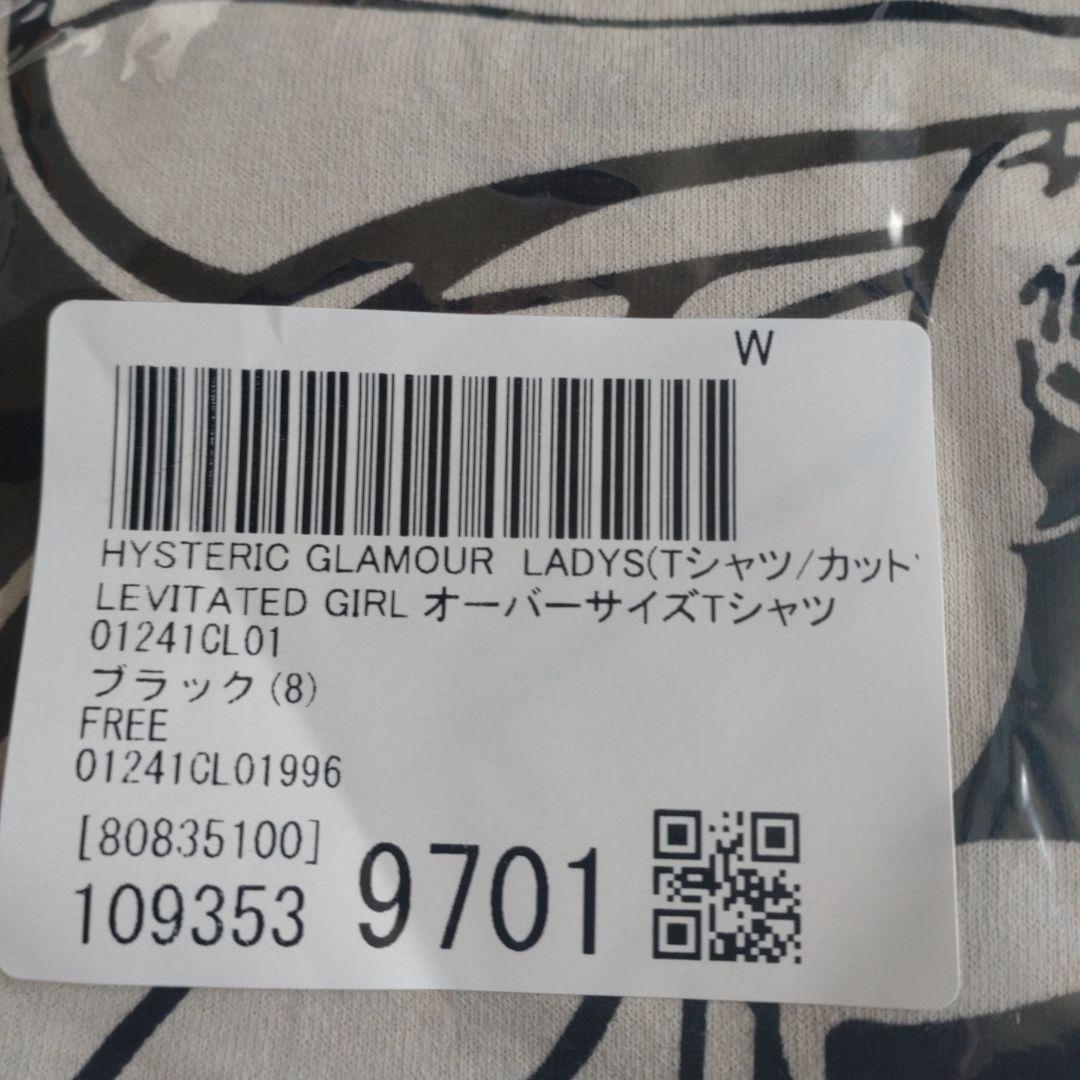 W
HYSTERIC GLAMOUR LADYS(Tシャツ/カット
LEVITATED GIRL オーバーサイズTシャツ
01241CL01
ブラック(8)
FREE
01241CL01996
[80835100]
109353 9701